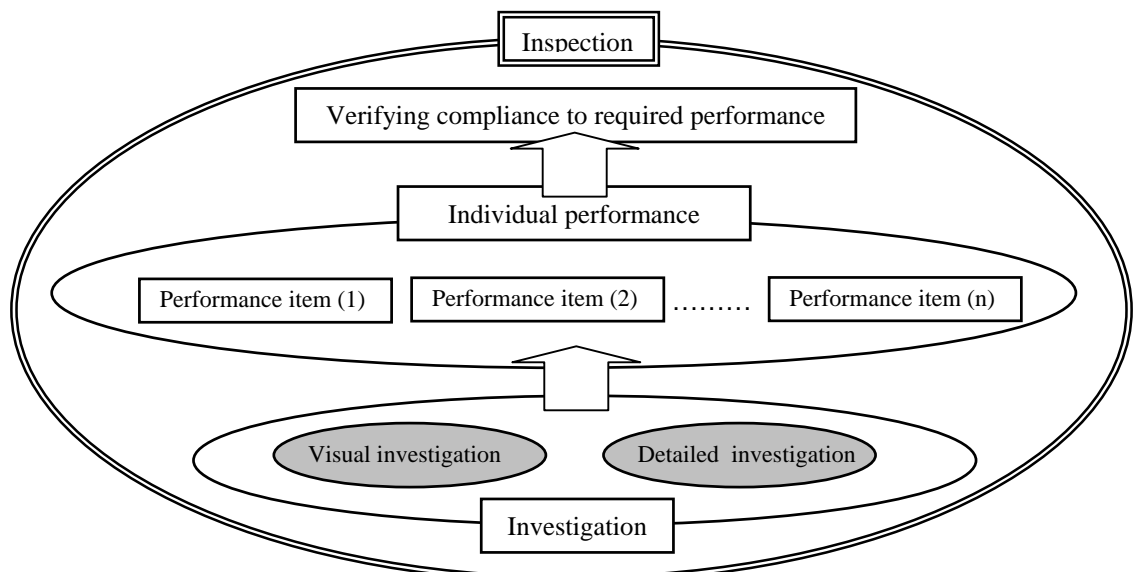 Inspection
Verifying compliance to required performance
Individual performance
Performance item (1) Performance item (2) ......... Performance item (n)
Visual investigation Detailed investigation
Investigation